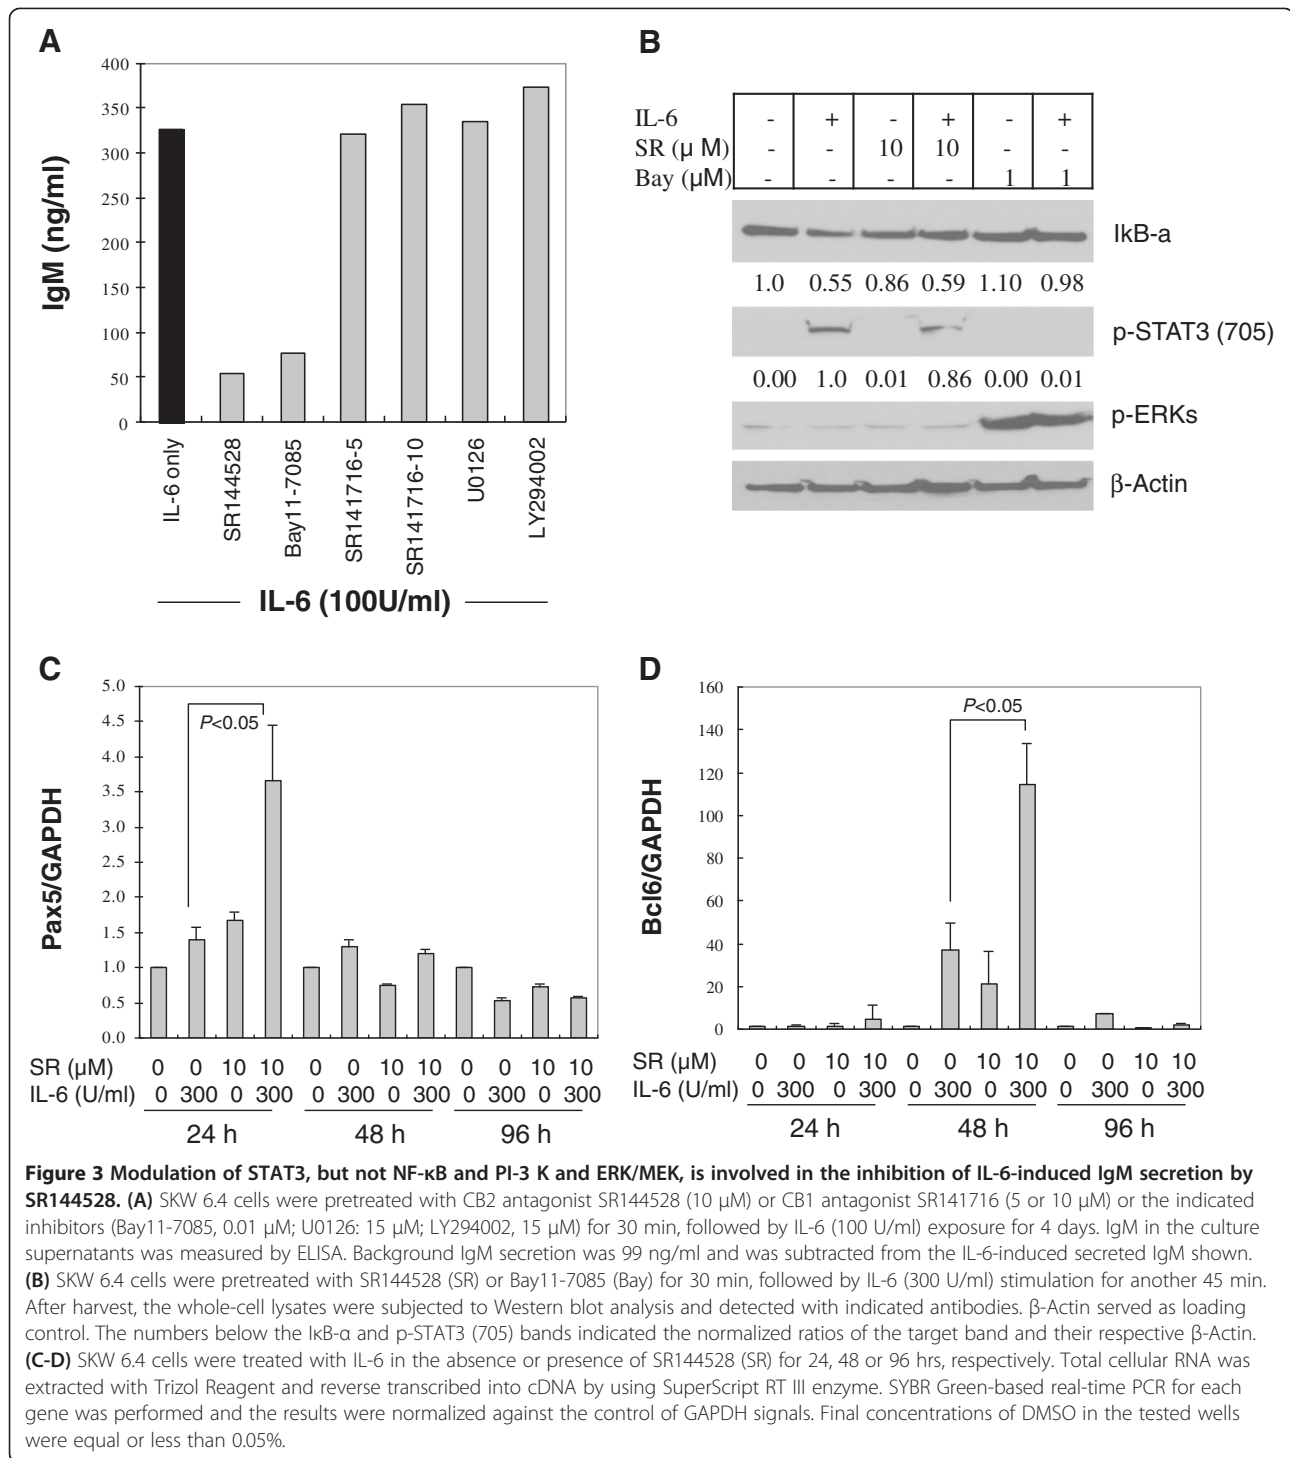 A
400
350
300
250
200
150
100
50
0
IgM (ng/ml)
IL-6 only
SR144528
Bay11-7085
SR141716-5
SR141716-10
U0126
LY294002
IL-6 (100U/ml)
B
IL-6 - + - + - +
SR (μ M) - - 10 10 - -
Bay (μM) - - - - 1 1
IkB-a
1.0 0.55 0.86 0.59 1.10 0.98
p-STAT3 (705)
0.00 1.0 0.01 0.86 0.00 0.01
p-ERKs
β-Actin
C
5.0
4.5
4.0
3.5
3.0
2.5
2.0
1.5
1.0
0.5
0.0
Pax5/GAPDH
P<0.05
SR (μM) 0 0 10 10 0 0 10 10 0 0 10 10
IL-6 (U/ml) 0 300 0 300 0 300 0 300 0 300 0 300
24 h 48 h 96 h
D
160
140
120
100
80
60
40
20
0
Bcl6/GAPDH
P<0.05
SR (μM) 0 0 10 10 0 0 10 10 0 0 10 10
IL-6 (U/ml) 0 300 0 300 0 300 0 300 0 300 0 300
24 h 48 h 96 h
Figure 3 Modulation of STAT3, but not NF-κB and PI-3 K and ERK/MEK, is involved in the inhibition of IL-6-induced IgM secretion by
SR144528. (A) SKW 6.4 cells were pretreated with CB2 antagonist SR144528 (10 μM) or CB1 antagonist SR141716 (5 or 10 μM) or the indicated
inhibitors (Bay11-7085, 0.01 μM; U0126: 15 μM; LY294002, 15 μM) for 30 min, followed by IL-6 (100 U/ml) exposure for 4 days. IgM in the culture
supernatants was measured by ELISA. Background IgM secretion was 99 ng/ml and was subtracted from the IL-6-induced secreted IgM shown.
(B) SKW 6.4 cells were pretreated with SR144528 (SR) or Bay11-7085 (Bay) for 30 min, followed by IL-6 (300 U/ml) stimulation for another 45 min.
After harvest, the whole-cell lysates were subjected to Western blot analysis and detected with indicated antibodies. β-Actin served as loading
control. The numbers below the IκB-α and p-STAT3 (705) bands indicated the normalized ratios of the target band and their respective β-Actin.
(C-D) SKW 6.4 cells were treated with IL-6 in the absence or presence of SR144528 (SR) for 24, 48 or 96 hrs, respectively. Total cellular RNA was
extracted with Trizol Reagent and reverse transcribed into cDNA by using SuperScript RT III enzyme. SYBR Green-based real-time PCR for each
gene was performed and the results were normalized against the control of GAPDH signals. Final concentrations of DMSO in the tested wells
were equal or less than 0.05%.